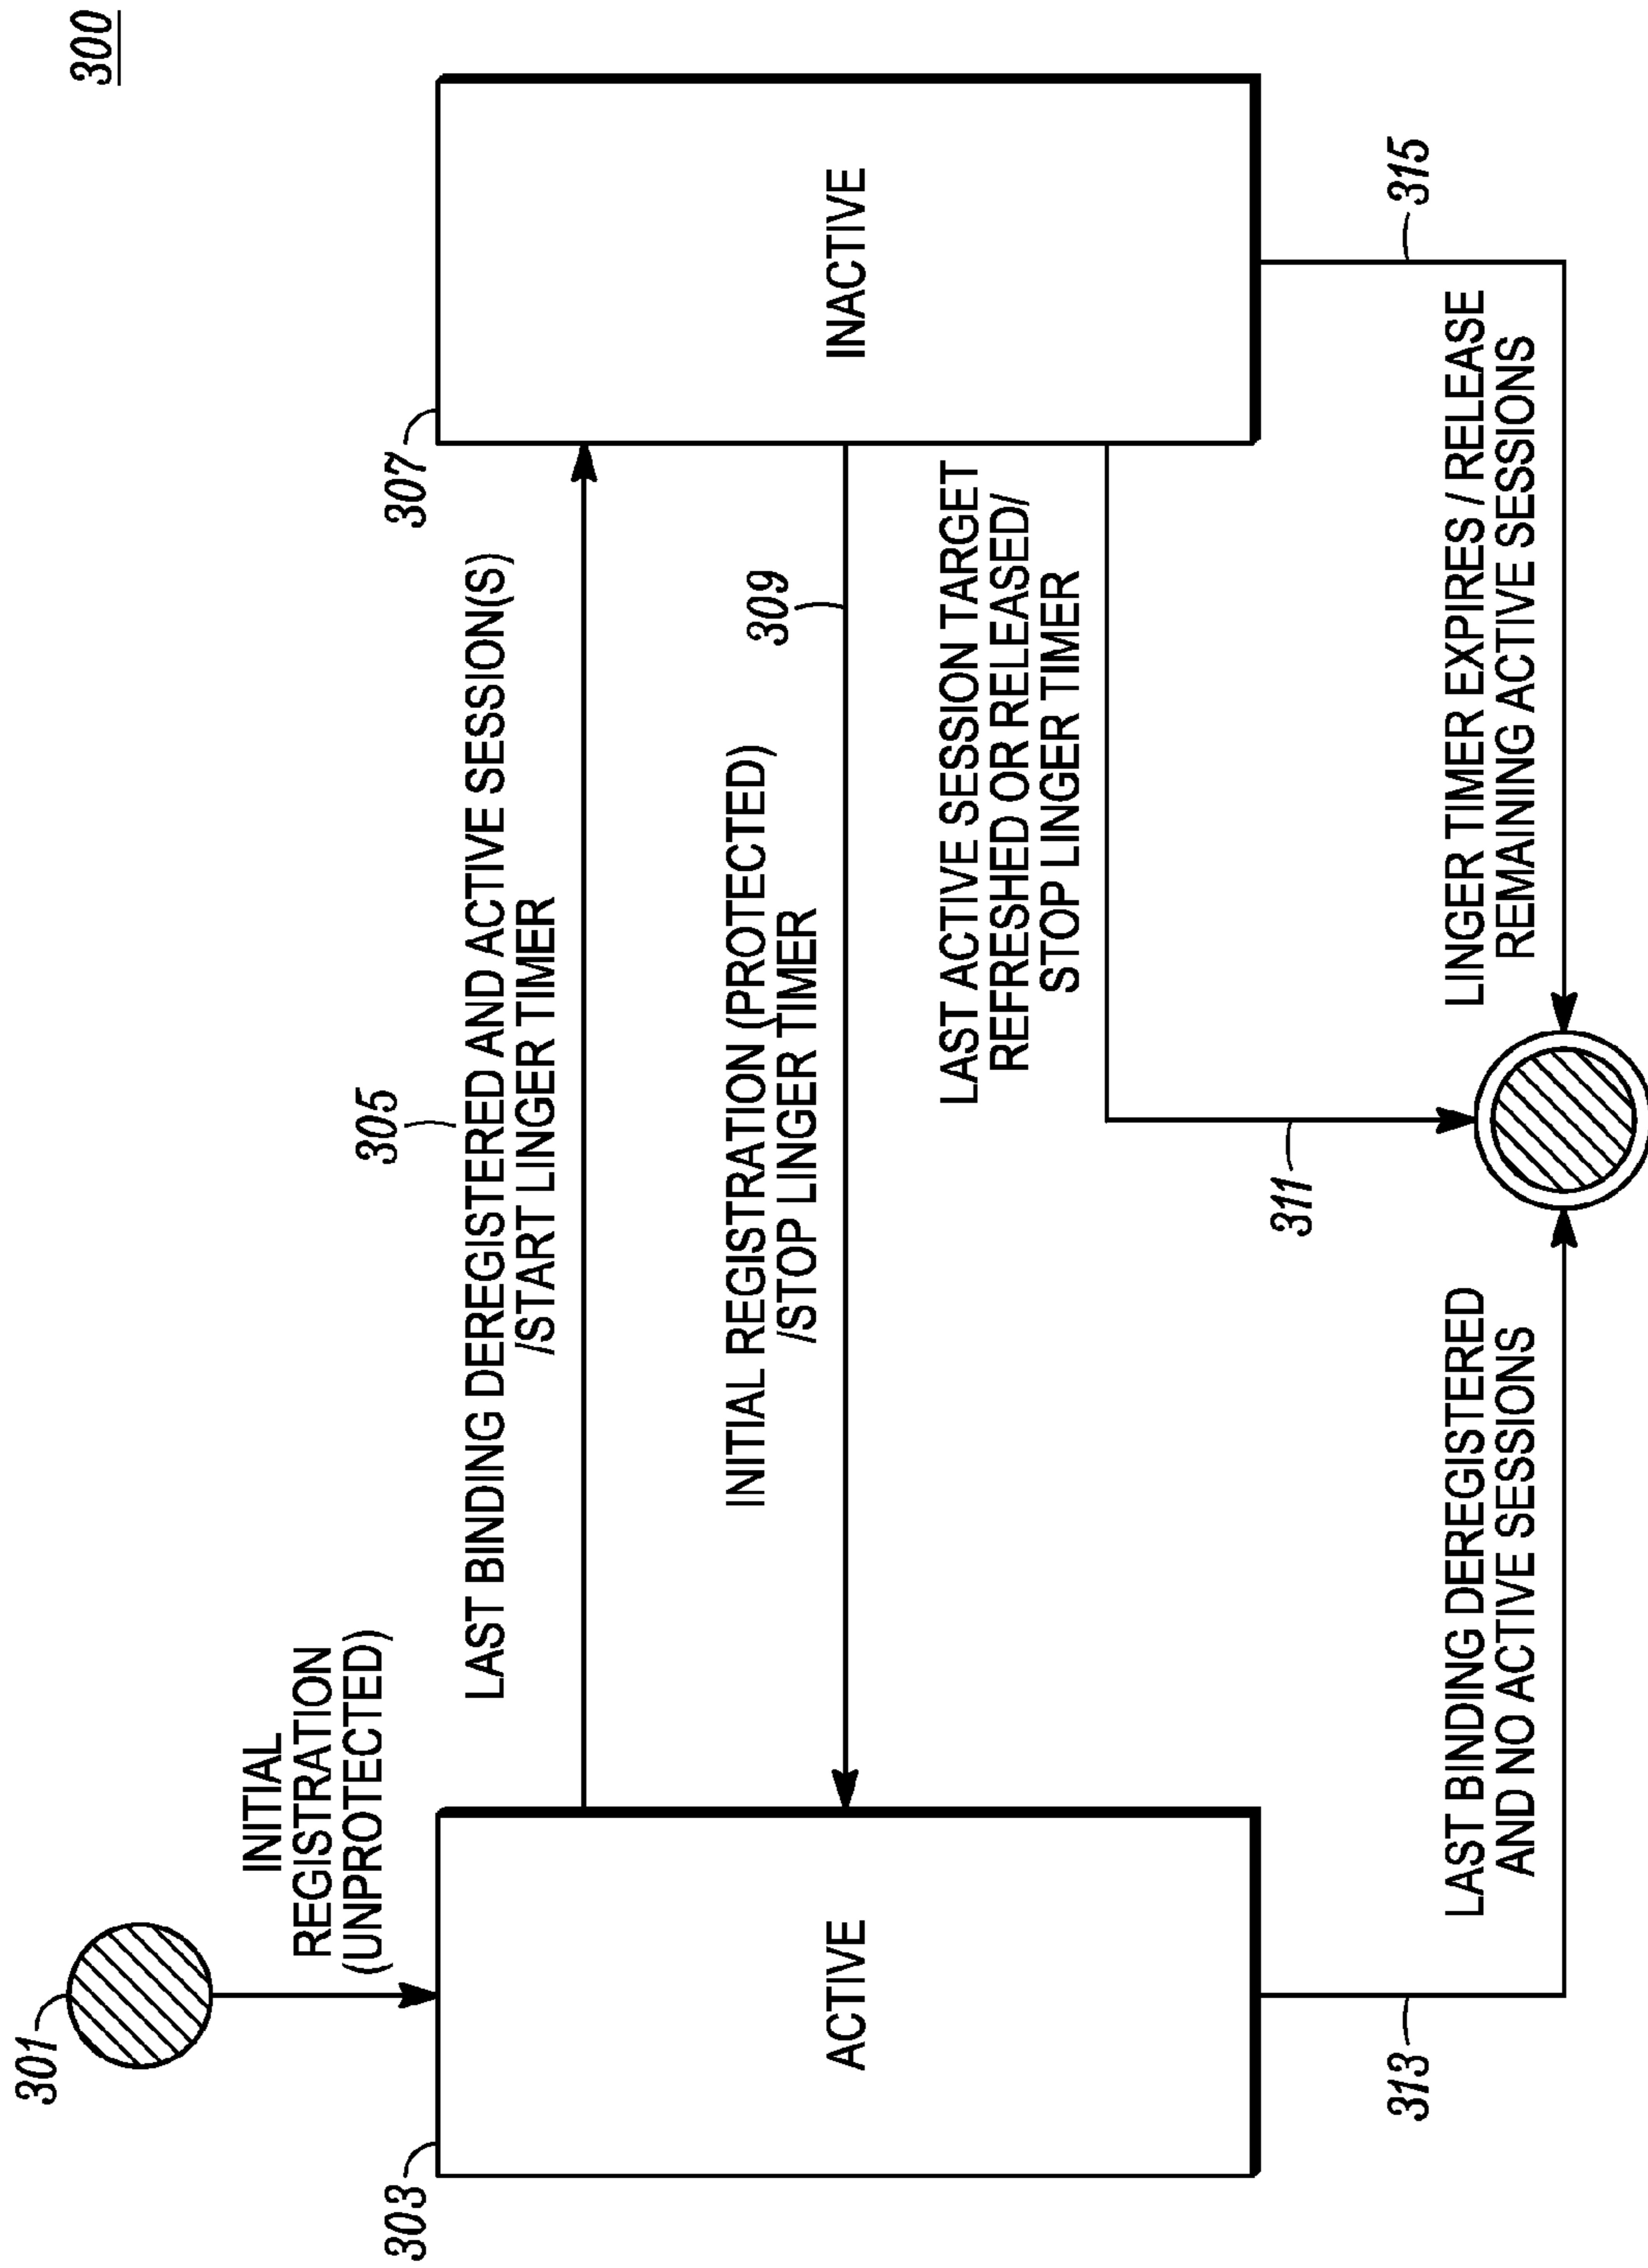 300
301
INITIAL
REGISTRATION
(UNPROTECTED)
303
ACTIVE
305
LAST BINDING DEREGISTERED AND ACTIVE SESSION(S)
/START LINGER TIMER
307
INACTIVE
INITIAL REGISTRATION (PROTECTED)
/STOP LINGER TIMER
309
LAST ACTIVE SESSION TARGET
REFRESHED OR RELEASED/
STOP LINGER TIMER
311
313
LAST BINDING DEREGISTERED
AND NO ACTIVE SESSIONS
LINGER TIMER EXPIRES / RELEASE
REMAINING ACTIVE SESSIONS
315